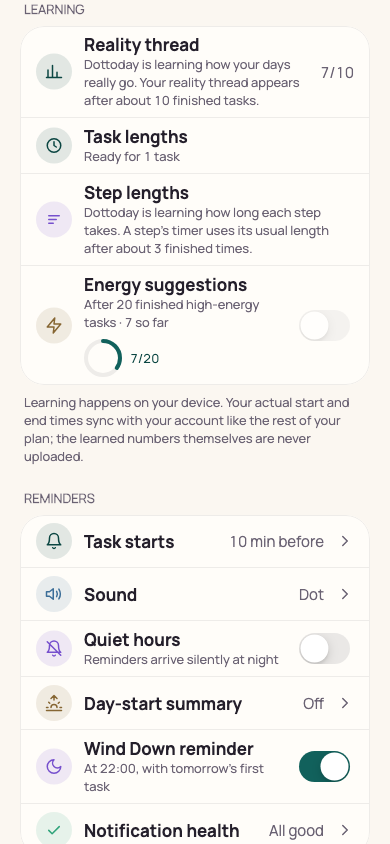 LEARNING
Reality thread
Dottoday is learning how your days
really go. Your reality thread appears
after about 10 finished tasks.
7/10
Task lengths
Ready for 1 task
Step lengths
Dottoday is learning how long each step
takes. A step's timer uses its usual length
after about 3 finished times.
Energy suggestions
After 20 finished high-energy
tasks · 7 so far
7/20
Learning happens on your device. Your actual start and
end times sync with your account like the rest of your
plan; the learned numbers themselves are never
uploaded.
REMINDERS
Task starts
10 min before
Sound
Dot
Quiet hours
Reminders arrive silently at night
Day-start summary
Off
Wind Down reminder
At 22:00, with tomorrow's first
task
Notification health
All good